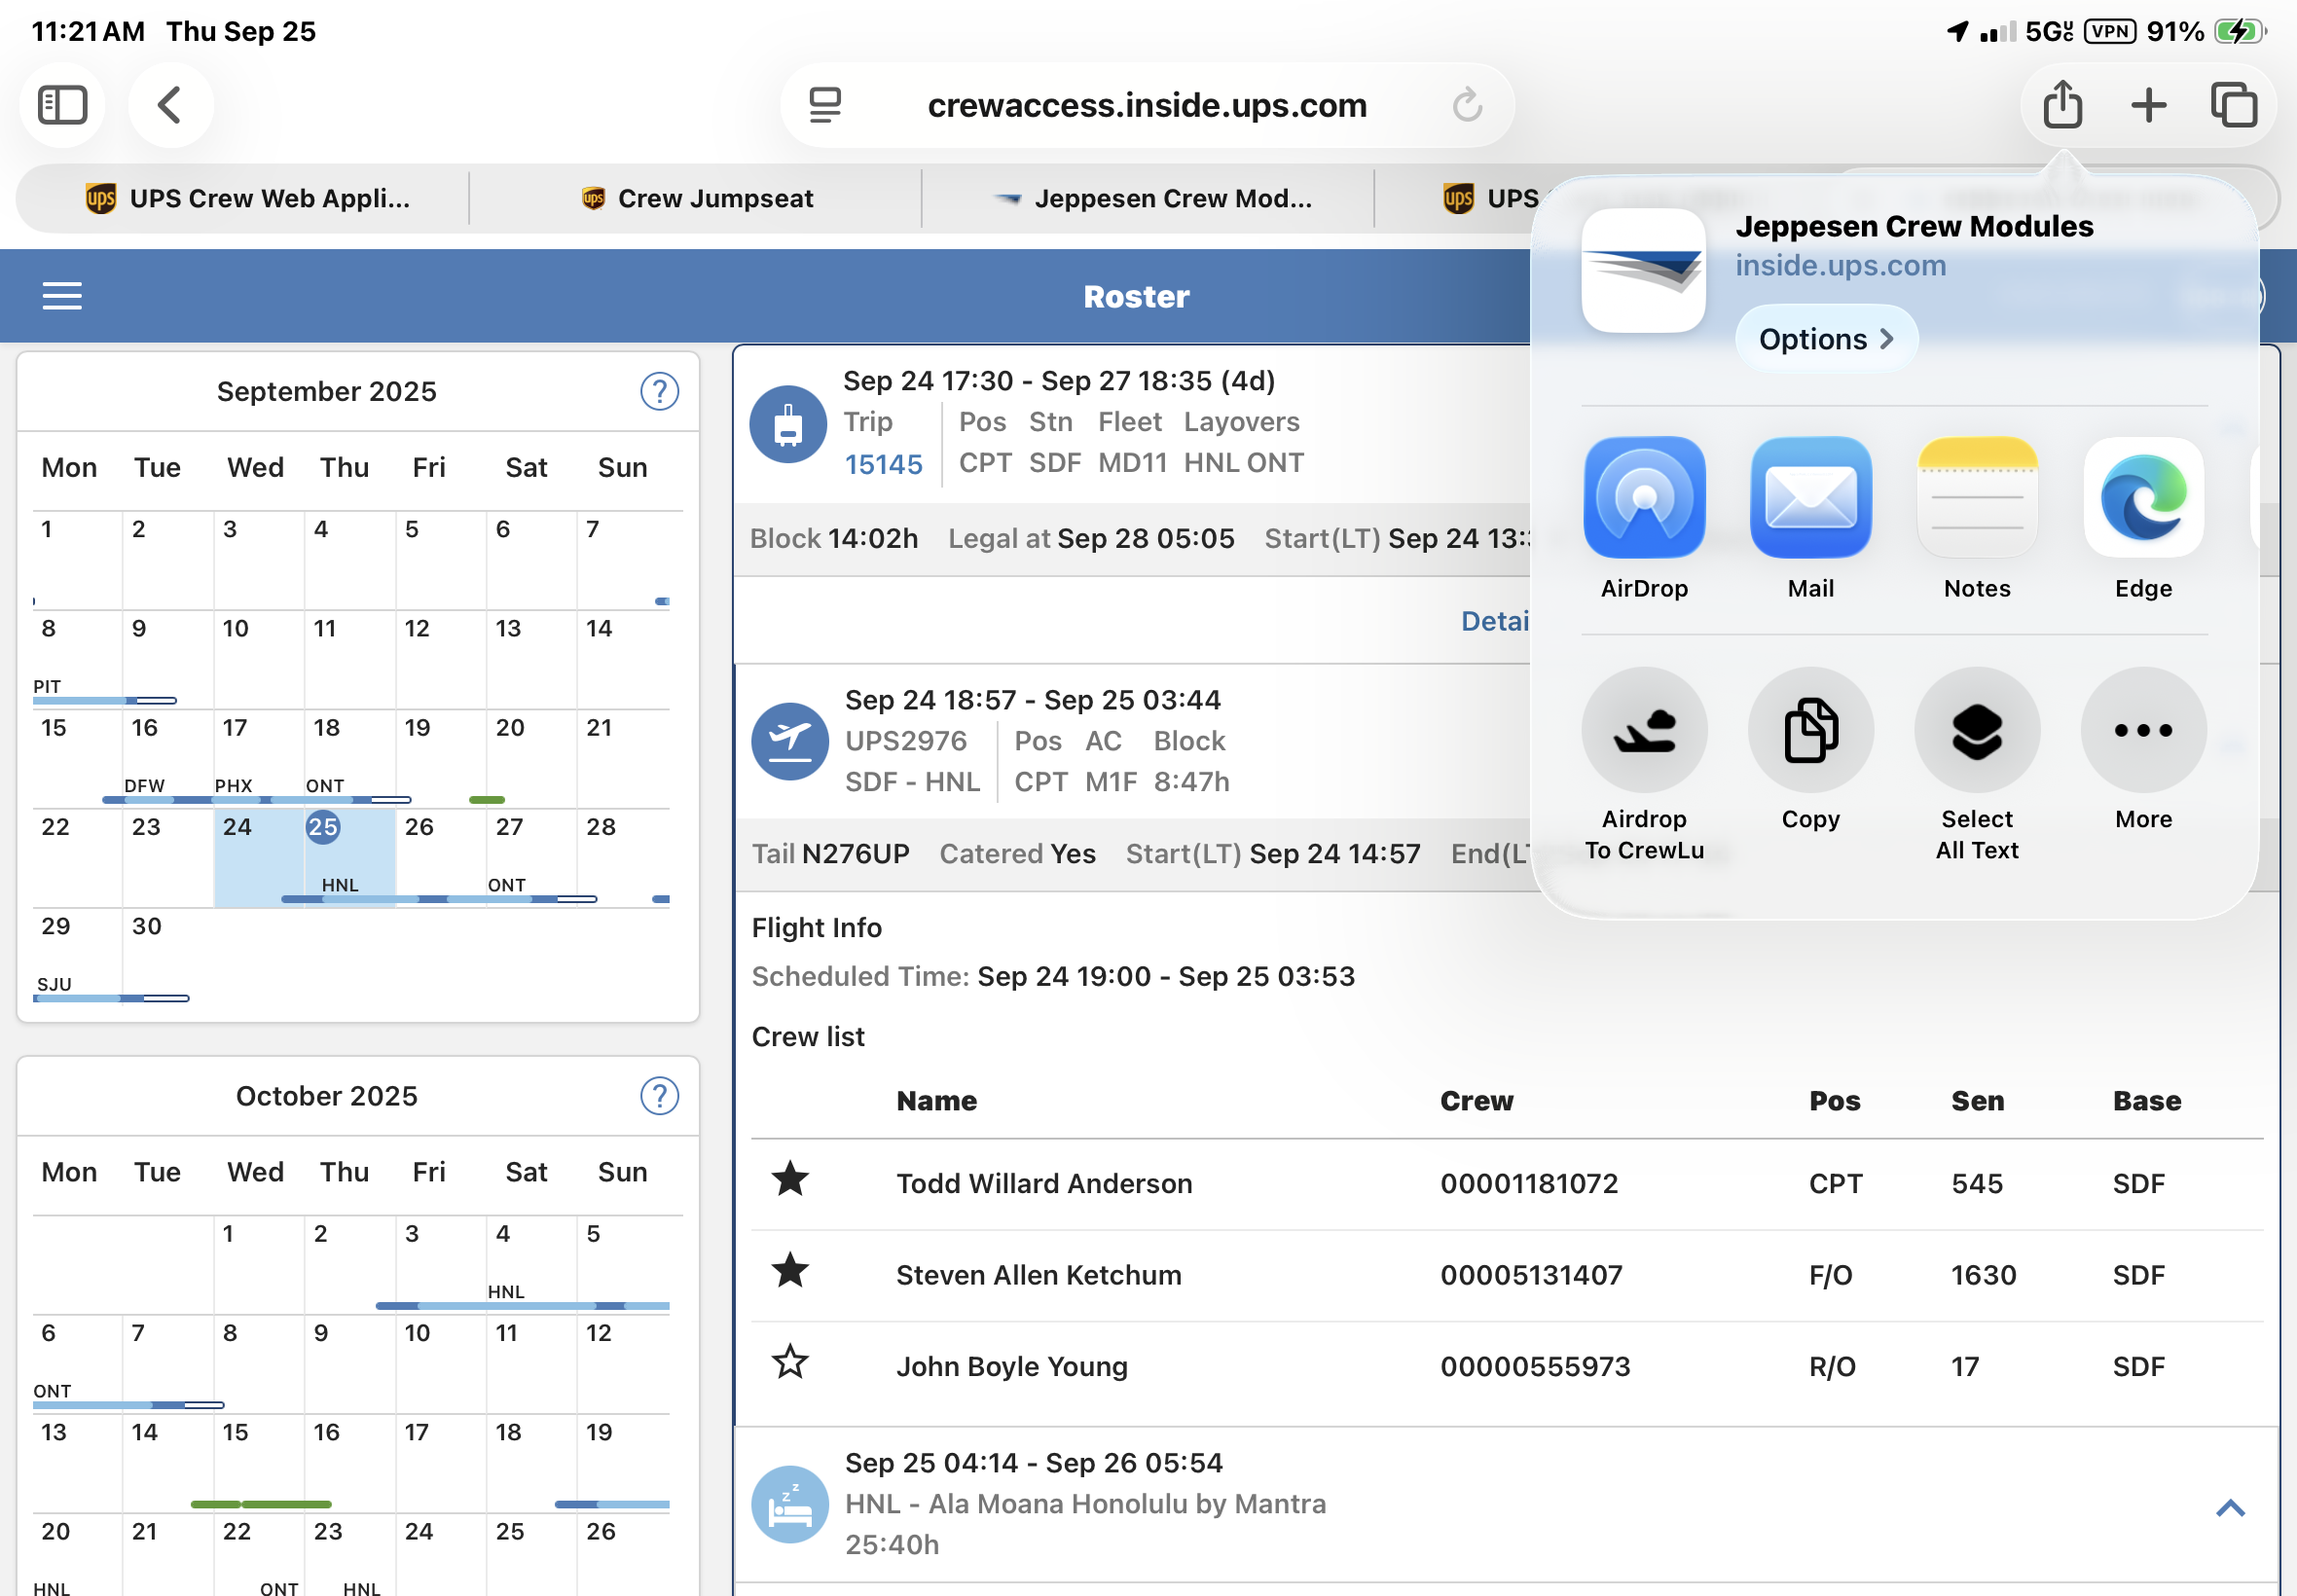 11:21 AM Thu Sep 25
5G VPN 91%
crewaccess.inside.ups.com
UPS Crew Web Appli...
Crew Jumpseat
Jeppesen Crew Mod...
UPS
Roster
Jeppesen Crew Modules
inside.ups.com
Options
AirDrop
Mail
Notes
Edge
Airdrop
To CrewLu
Copy
Select
All Text
More
September 2025 ?
Mon Tue Wed Thu Fri Sat Sun
1 2 3 4 5 6 7
8 9 10 11 12 13 14
PIT
15 16 17 18 19 20 21
DFW PHX ONT
22 23 24 25 26 27 28
HNL ONT
29 30
SJU
October 2025 ?
Mon Tue Wed Thu Fri Sat Sun
1 2 3 4 5
HNL
6 7 8 9 10 11 12
ONT
13 14 15 16 17 18 19
20 21 22 23 24 25 26
HNL ONT HNL
Sep 24 17:30 - Sep 27 18:35 (4d)
Trip Pos Stn Fleet Layovers
15145 CPT SDF MD11 HNL ONT
Block 14:02h Legal at Sep 28 05:05 Start(LT) Sep 24 13:
Detai
Sep 24 18:57 - Sep 25 03:44
UPS2976 Pos AC Block
SDF - HNL CPT M1F 8:47h
Tail N276UP Catered Yes Start(LT) Sep 24 14:57 End(L
Flight Info
Scheduled Time: Sep 24 19:00 - Sep 25 03:53
Crew list
Name Crew Pos Sen Base
Todd Willard Anderson 00001181072 CPT 545 SDF
Steven Allen Ketchum 00005131407 F/O 1630 SDF
John Boyle Young 00000555973 R/O 17 SDF
Sep 25 04:14 - Sep 26 05:54
HNL - Ala Moana Honolulu by Mantra
25:40h